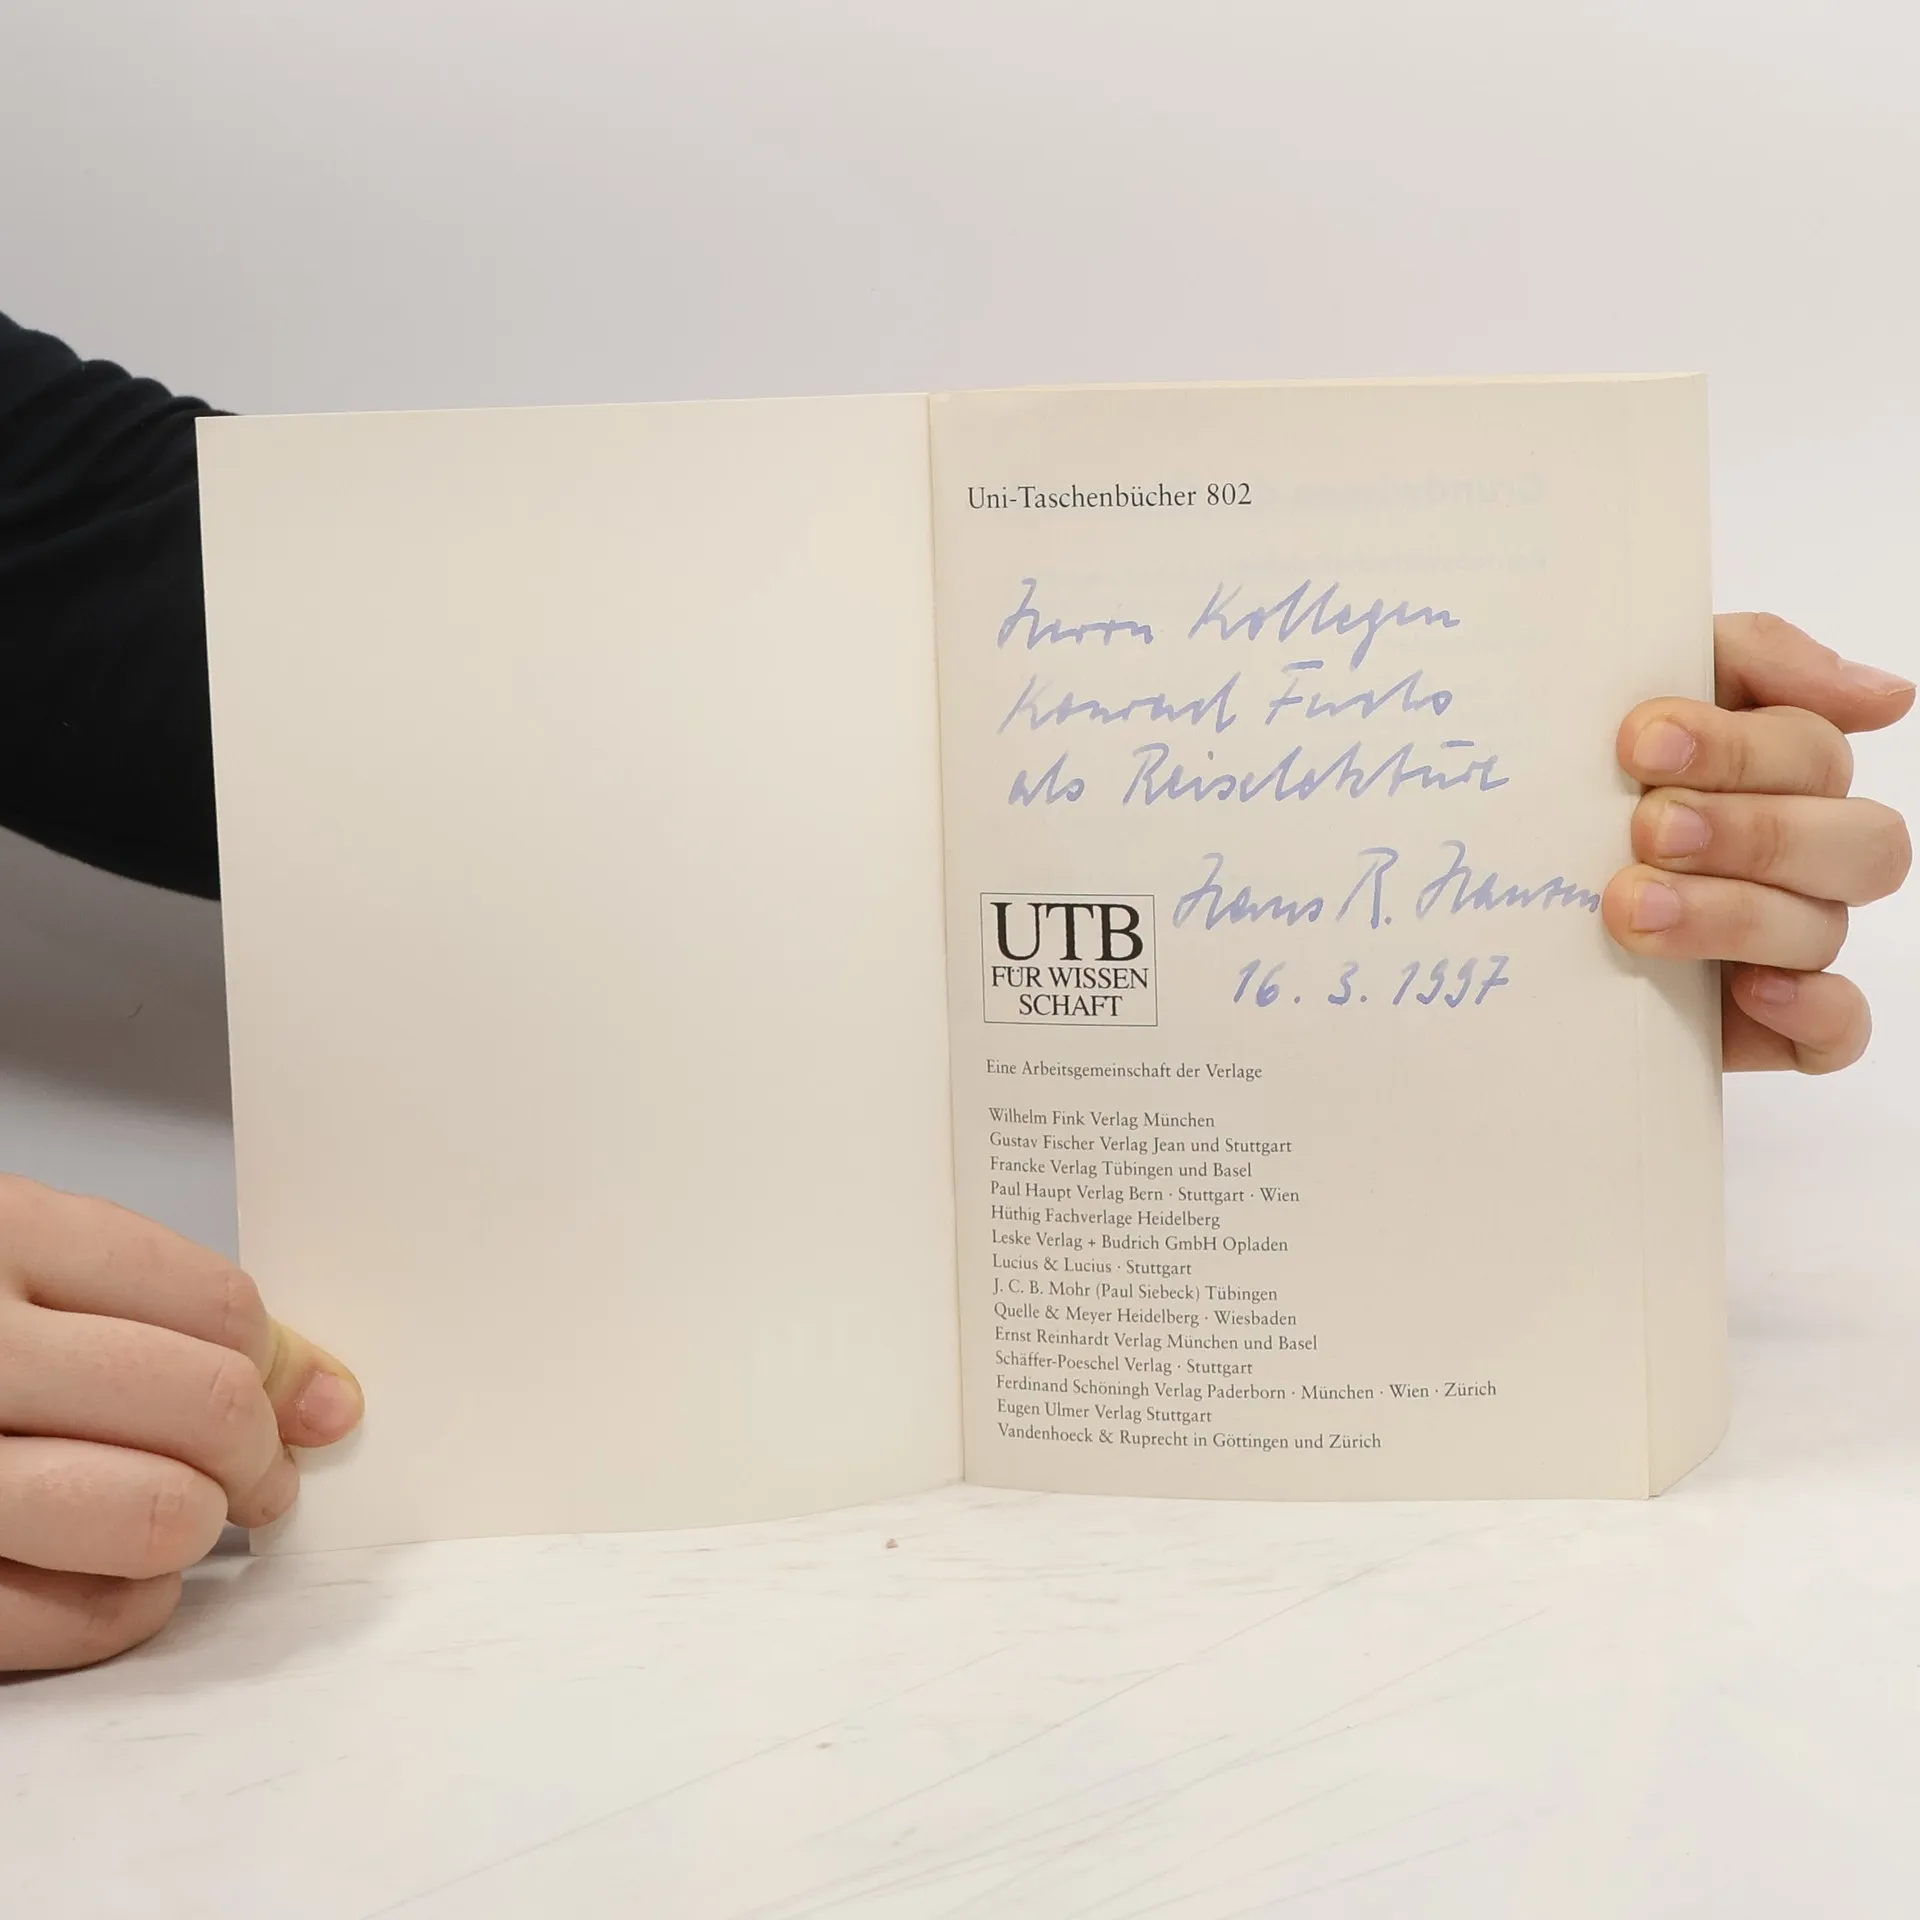 Uni-Taschenbücher 802
Herrn Kollegen
Konrad Fuchs
als Reiselektüre
Hans R. Hansen
16. 3. 1997
UTB
FÜR WISSEN
SCHAFT
Eine Arbeitsgemeinschaft der Verlage
Wilhelm Fink Verlag München
Gustav Fischer Verlag Jean und Stuttgart
Francke Verlag Tübingen und Basel
Paul Haupt Verlag Bern · Stuttgart · Wien
Hüthig Fachverlage Heidelberg
Leske Verlag + Budrich GmbH Opladen
Lucius & Lucius · Stuttgart
J. C. B. Mohr (Paul Siebeck) Tübingen
Quelle & Meyer Heidelberg · Wiesbaden
Ernst Reinhardt Verlag München und Basel
Schäffer-Poeschel Verlag · Stuttgart
Ferdinand Schöningh Verlag Paderborn · München · Wien · Zürich
Eugen Ulmer Verlag Stuttgart
Vandenhoeck & Ruprecht in Göttingen und Zürich